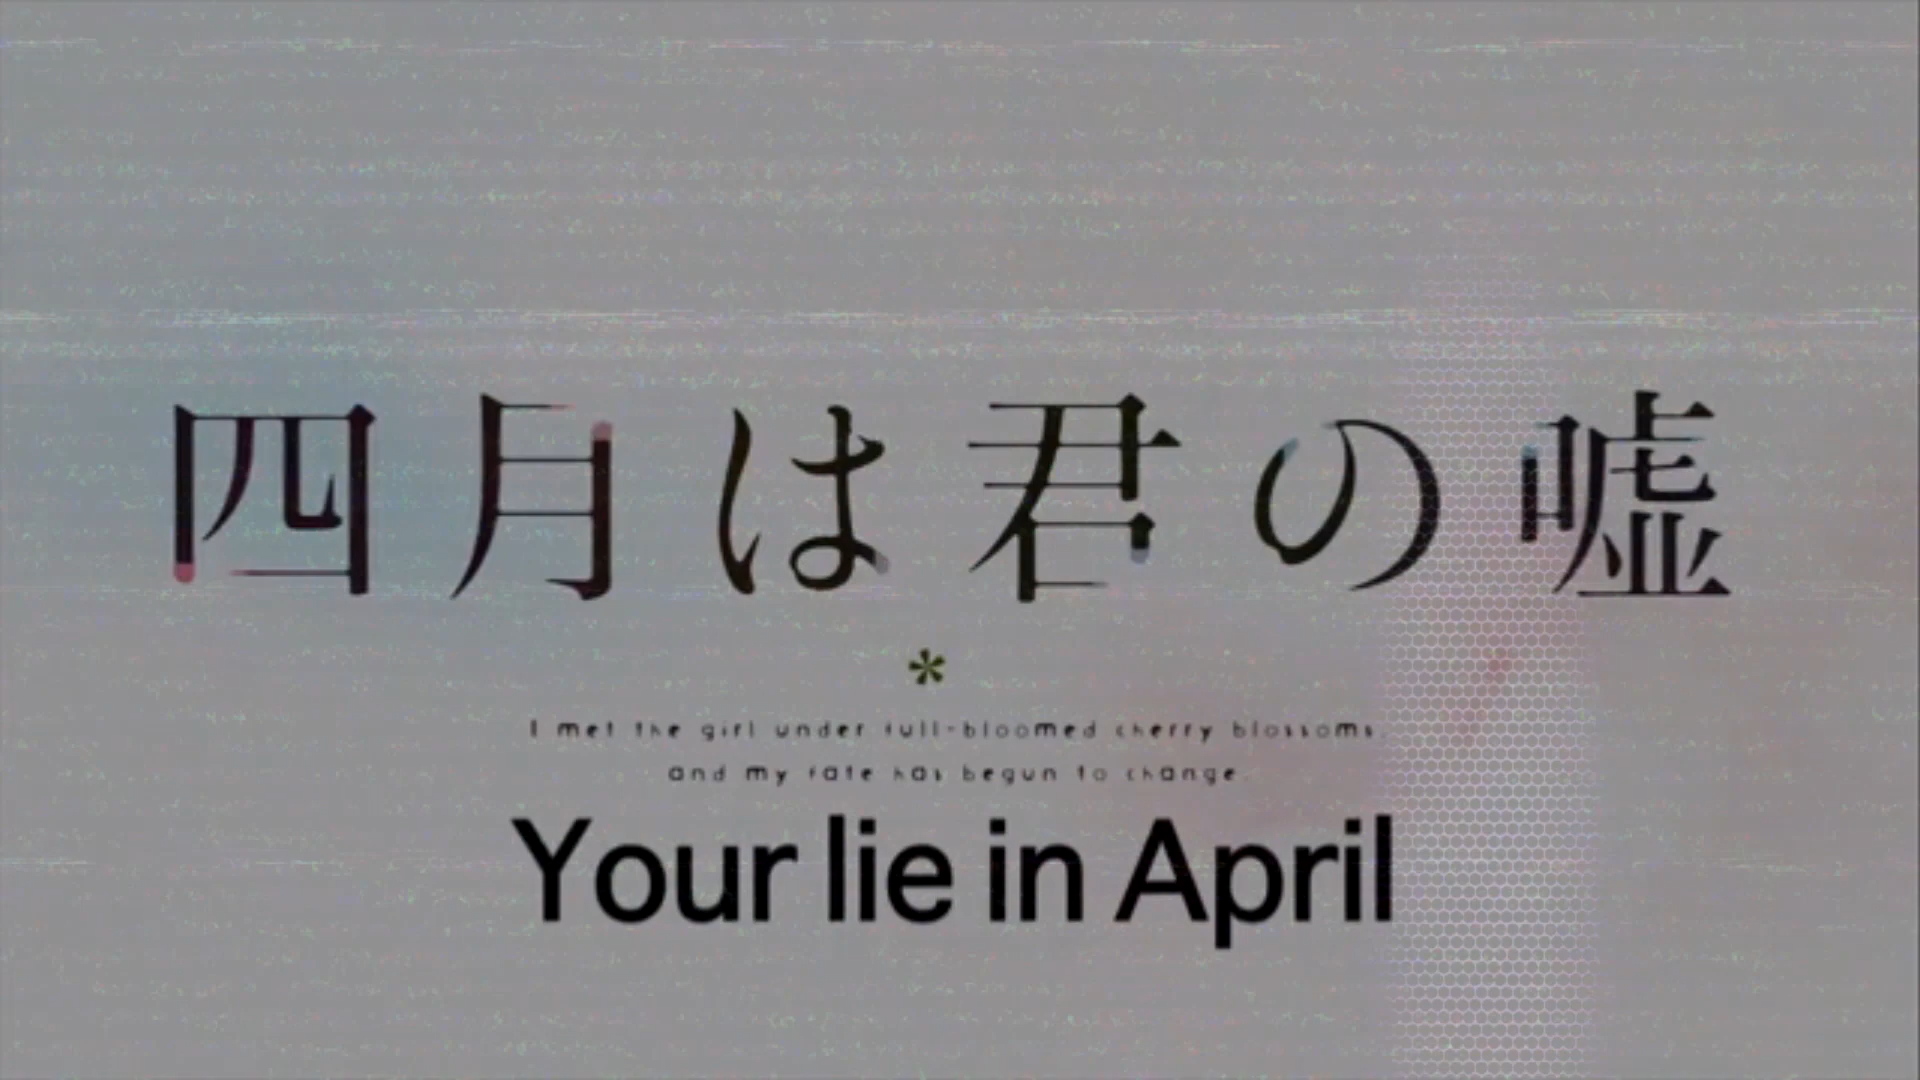 四月は君の嘘
*
I met the girl under full-bloomed cherry blossoms,
and my fate has begun to change.
Your lie in April